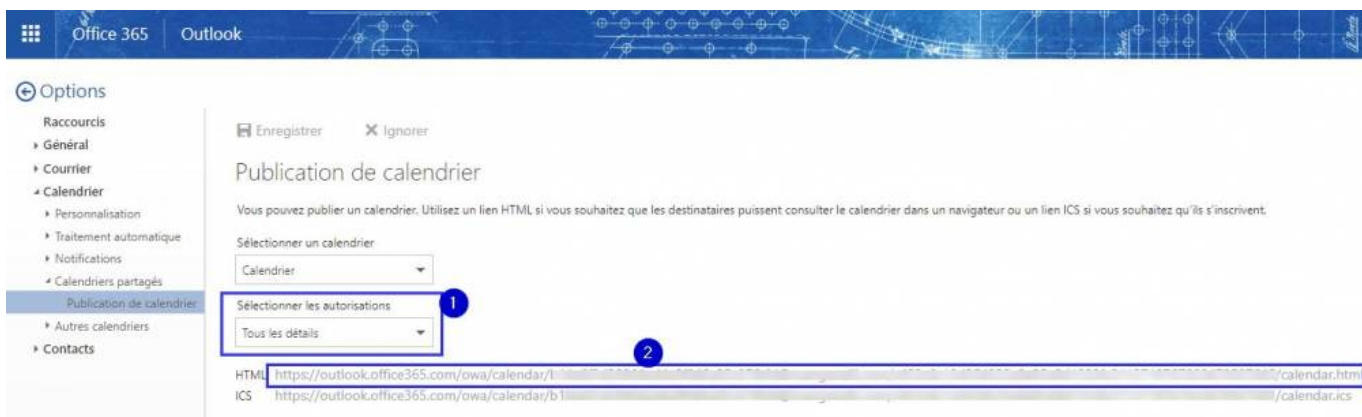 Office 365 Outlook
Options
Raccourcis
Général
Courrier
Calendrier
Personnalisation
Traitement automatique
Notifications
Calendriers partagés
Publication de calendrier
Autres calendriers
Contacts
Enregistrer Ignorer
Publication de calendrier
Vous pouvez publier un calendrier. Utilisez un lien HTML si vous souhaitez que les destinataires puissent consulter le calendrier dans un navigateur ou un lien ICS si vous souhaitez qu'ils s'inscrivent.
Sélectionner un calendrier
Calendrier
Sélectionner les autorisations
1
Tous les détails
2
HTML https://outlook.office365.com/owa/calendar/ /calendar.html
ICS https://outlook.office365.com/owa/calendar/b1 /calendar.ics